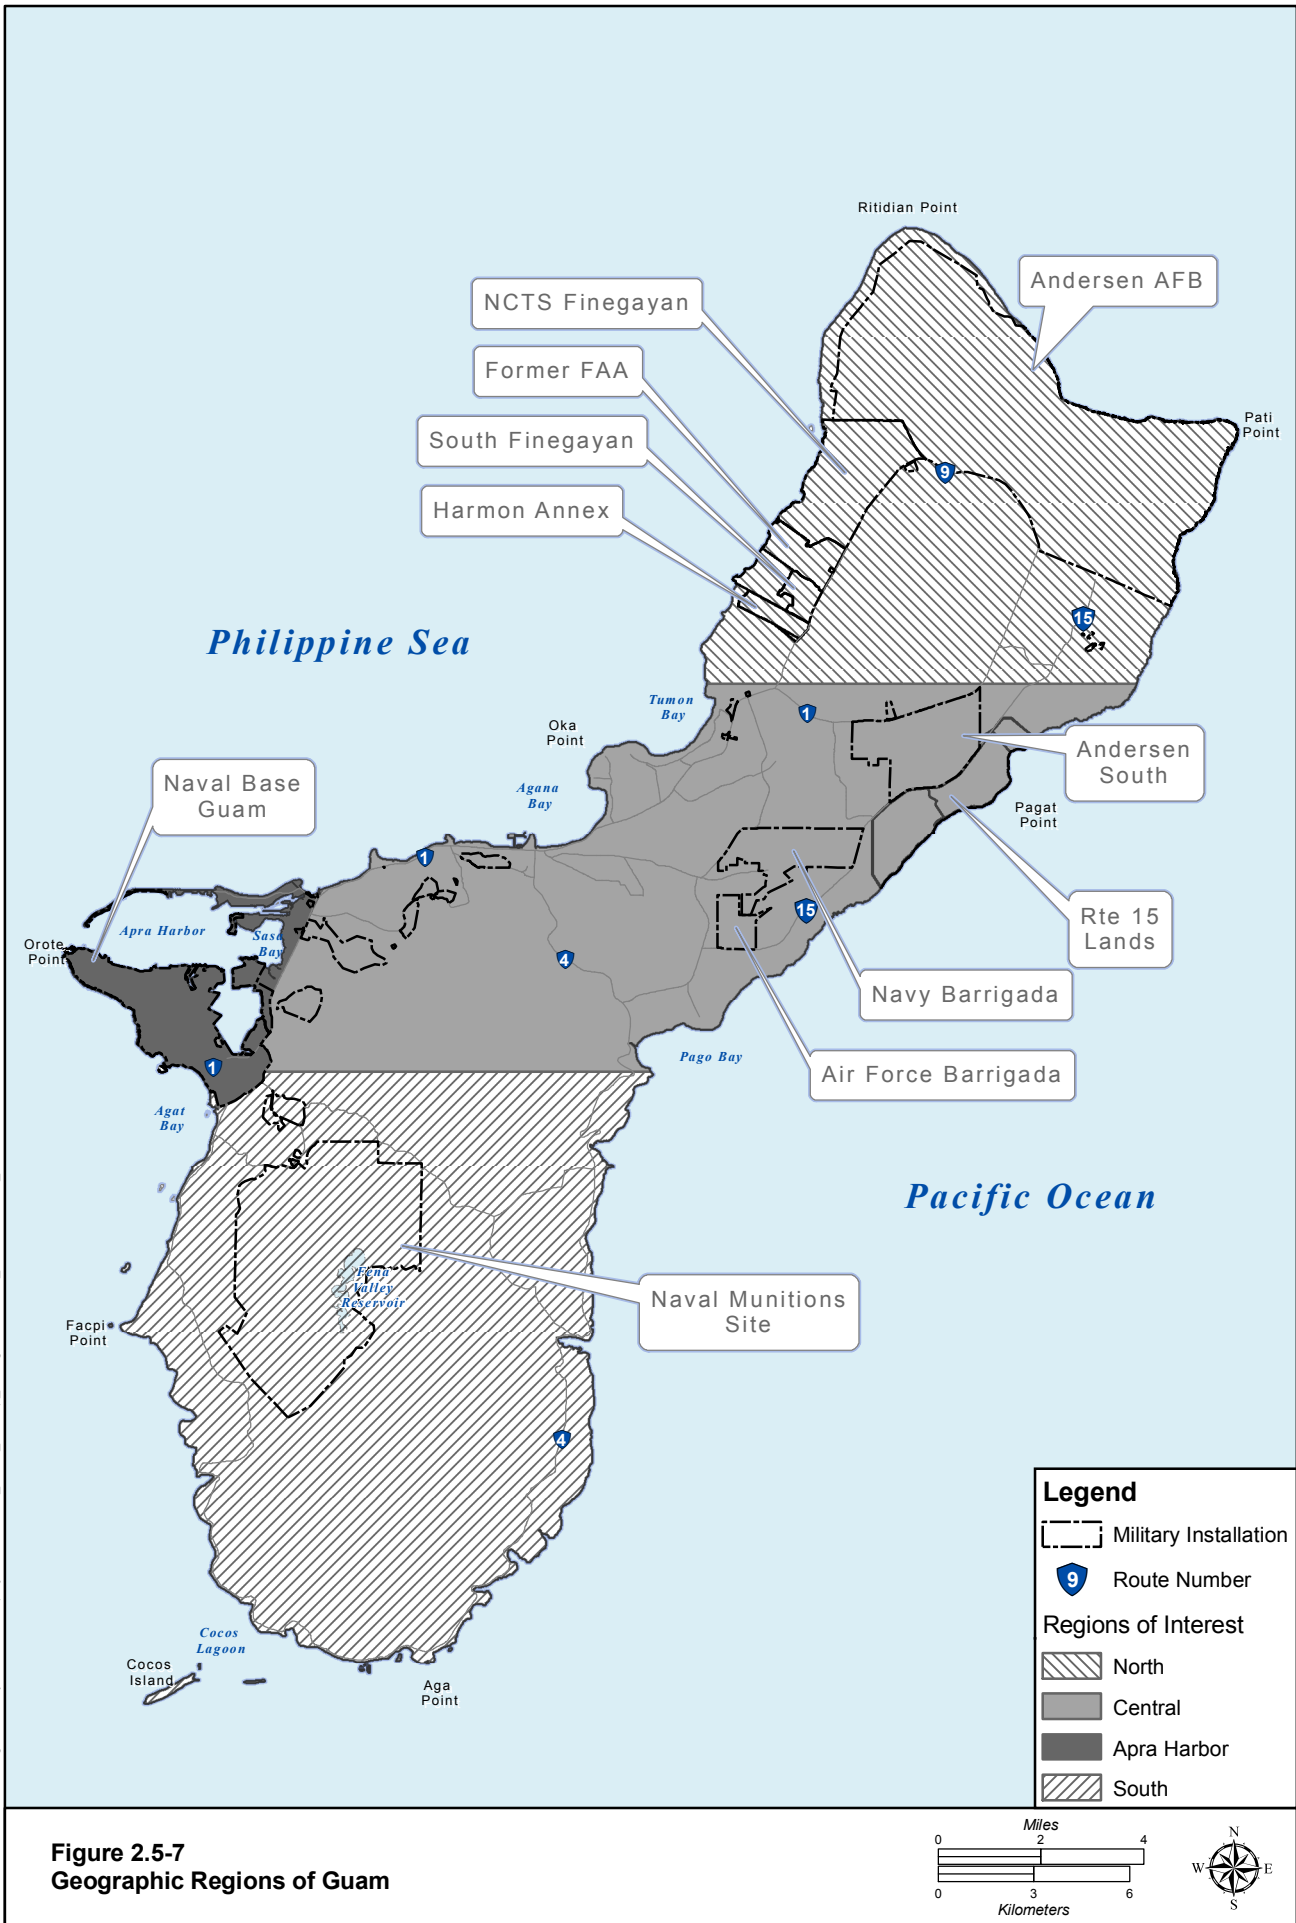 Ritidian Point
Andersen AFB
NCTS Finegayan
Former FAA
South Finegayan
Harmon Annex
Pati
Point
9
15
Philippine Sea
Tumon
Bay
1
Oka
Point
Andersen
South
Naval Base
Guam
Agana
Bay
Pagat
Point
1
Rte 15
Lands
Apra Harbor
Sasa
Bay
Orote
Point
15
4
Navy Barrigada
Pago Bay
Air Force Barrigada
1
Agat
Bay
Pacific Ocean
Fena
Valley
Reservoir
Naval Munitions
Site
Facpi
Point
4
Cocos
Lagoon
Cocos
Island
Aga
Point
Legend
Military Installation
9 Route Number
Regions of Interest
North
Central
Apra Harbor
South
Figure 2.5-7
Geographic Regions of Guam
Miles
0 2 4
0 3 6
Kilometers
N
W E
S